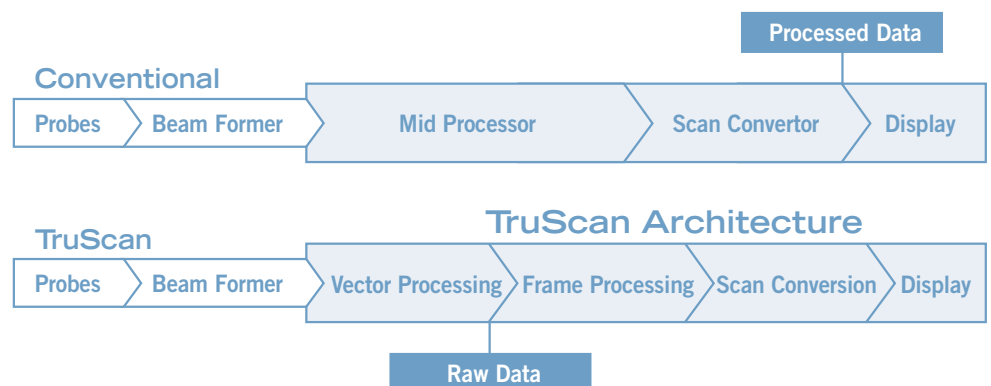 Processed Data
Conventional
Probes Beam Former Mid Processor Scan Convertor Display
TruScan Architecture
TruScan
Probes Beam Former Vector Processing Frame Processing Scan Conversion Display
Raw Data